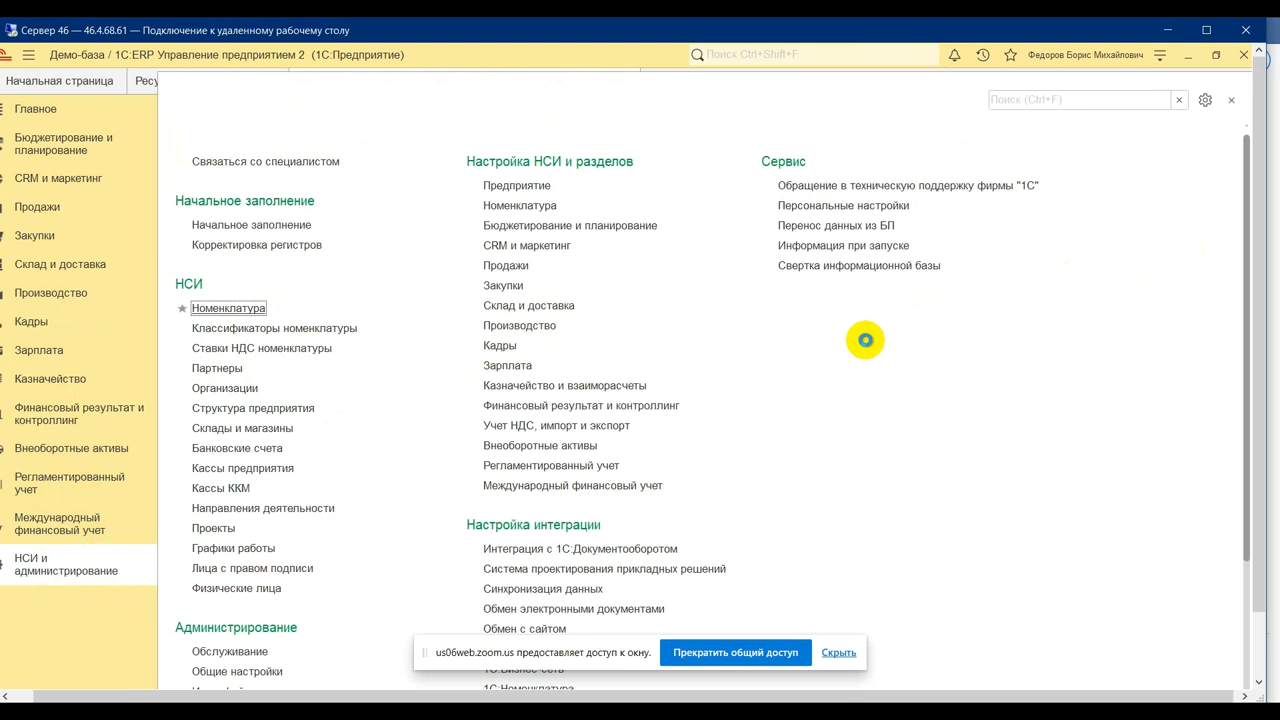 Сервер 46 — 46.4.68.61 — Подключение к удаленному рабочему столу
Демо-база / 1С:ERP Управление предприятием 2 (1С:Предприятие)
Поиск Ctrl+Shift+F
Федоров Борис Михайлович
Начальная страница
Ресу
Поиск (Ctrl+F)
Главное
Бюджетирование и
планирование
CRM и маркетинг
Продажи
Закупки
Склад и доставка
Производство
Кадры
Зарплата
Казначейство
Финансовый результат и
контроллинг
Внеоборотные активы
Регламентированный
учет
Международный
финансовый учет
НСИ и
администрирование
Связаться со специалистом
Начальное заполнение
Начальное заполнение
Корректировка регистров
НСИ
Номенклатура
Классификаторы номенклатуры
Ставки НДС номенклатуры
Партнеры
Организации
Структура предприятия
Склады и магазины
Банковские счета
Кассы предприятия
Кассы ККМ
Направления деятельности
Проекты
Графики работы
Лица с правом подписи
Физические лица
Администрирование
Обслуживание
Общие настройки
Настройка НСИ и разделов
Предприятие
Номенклатура
Бюджетирование и планирование
CRM и маркетинг
Продажи
Закупки
Склад и доставка
Производство
Кадры
Зарплата
Казначейство и взаиморасчеты
Финансовый результат и контроллинг
Учет НДС, импорт и экспорт
Внеоборотные активы
Регламентированный учет
Международный финансовый учет
Настройка интеграции
Интеграция с 1С:Документооборотом
Система проектирования прикладных решений
Синхронизация данных
Обмен электронными документами
Обмен с сайтом
1С:Бизнес-сеть
1С:Номенклатура
Сервис
Обращение в техническую поддержку фирмы "1С"
Персональные настройки
Перенос данных из БП
Информация при запуске
Свертка информационной базы
us06web.zoom.us предоставляет доступ к окну.
Прекратить общий доступ
Скрыть